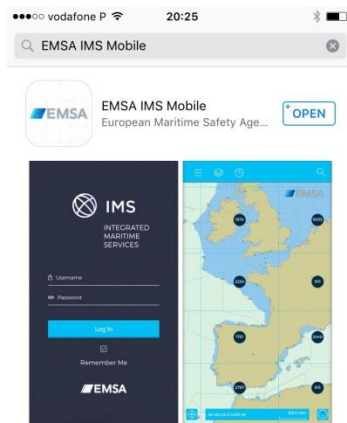 vodafone P 20:25
EMSA IMS Mobile
EMSA
EMSA IMS Mobile
European Maritime Safety Age...
OPEN
IMS
INTEGRATED
MARITIME
SERVICES
Username
Password
Log In
Remember Me
EMSA
EMSA